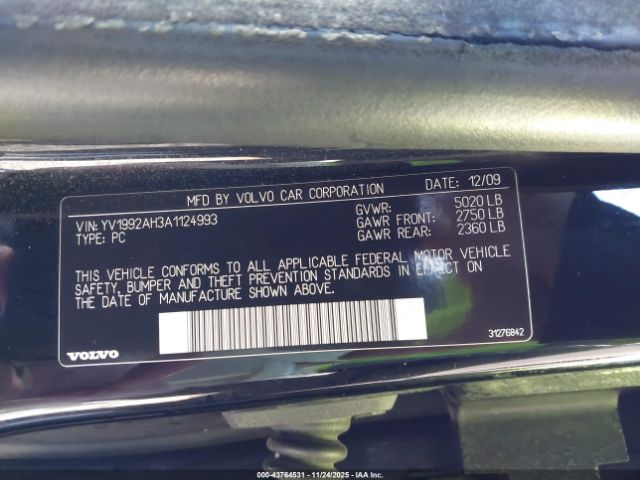 MFD BY VOLVO CAR CORPORATION DATE: 12/09
VIN: YV1992AH3A1124993 GVWR: 5020 LB
TYPE: PC GAWR FRONT: 2750 LB
GAWR REAR: 2360 LB
THIS VEHICLE CONFORMS TO ALL APPLICABLE FEDERAL MOTOR VEHICLE
SAFETY, BUMPER AND THEFT PREVENTION STANDARDS IN EFFECT ON
THE DATE OF MANUFACTURE SHOWN ABOVE.
VOLVO 31276842
000-43764531 - 11/24/2025 - IAA Inc.